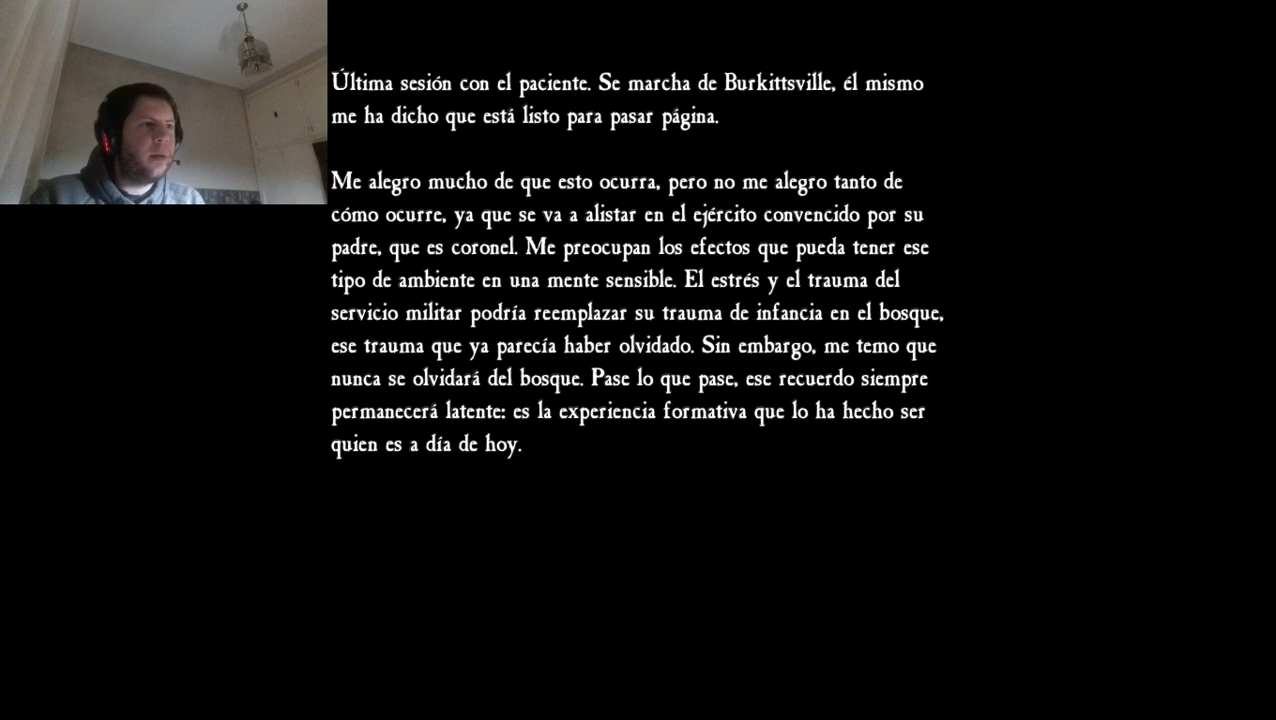 Última sesión con el paciente. Se marcha de Burkittsville, él mismo
me ha dicho que está listo para pasar página.
Me alegro mucho de que esto ocurra, pero no me alegro tanto de
cómo ocurre, ya que se va a alistar en el ejército convencido por su
padre, que es coronel. Me preocupan los efectos que pueda tener ese
tipo de ambiente en una mente sensible. El estrés y el trauma del
servicio militar podría reemplazar su trauma de infancia en el bosque,
ese trauma que ya parecía haber olvidado. Sin embargo, me temo que
nunca se olvidará del bosque. Pase lo que pase, ese recuerdo siempre
permanecerá latente: es la experiencia formativa que lo ha hecho ser
quien es a día de hoy.